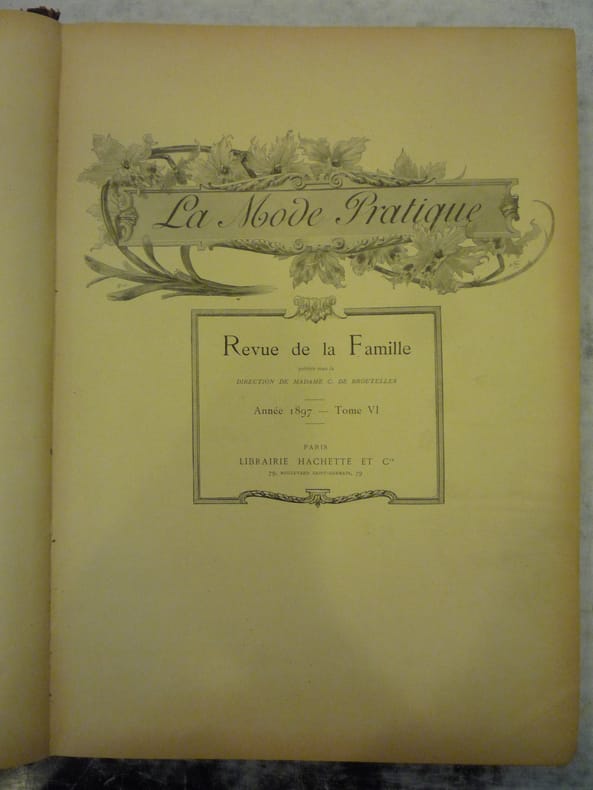 La Mode Pratique
Revue de la Famille
publiée sous la
DIRECTION DE MADAME C. DE BROUTELLES
Année 1897 — Tome VI
PARIS
LIBRAIRIE HACHETTE ET Cie
79, BOULEVARD SAINT-GERMAIN, 79